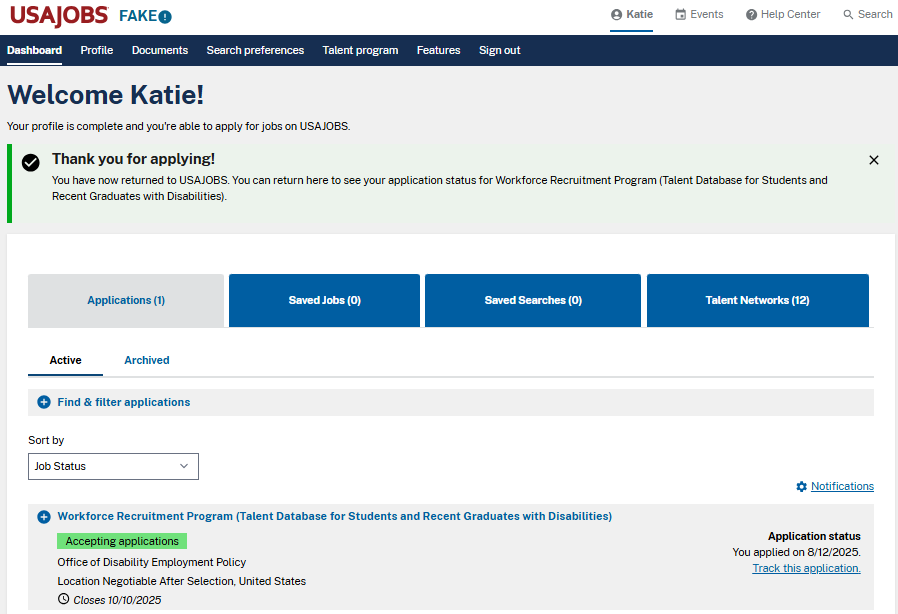 USAJOBS FAKE
Katie Events Help Center Search
Dashboard Profile Documents Search preferences Talent program Features Sign out
Welcome Katie!
Your profile is complete and you're able to apply for jobs on USAJOBS.
Thank you for applying!
You have now returned to USAJOBS. You can return here to see your application status for Workforce Recruitment Program (Talent Database for Students and
Recent Graduates with Disabilities).
Applications (1) Saved Jobs (0) Saved Searches (0) Talent Networks (12)
Active Archived
Find & filter applications
Sort by
Job Status
Notifications
Workforce Recruitment Program (Talent Database for Students and Recent Graduates with Disabilities)
Accepting applications
Office of Disability Employment Policy
Location Negotiable After Selection, United States
Closes 10/10/2025
Application status
You applied on 8/12/2025.
Track this application.